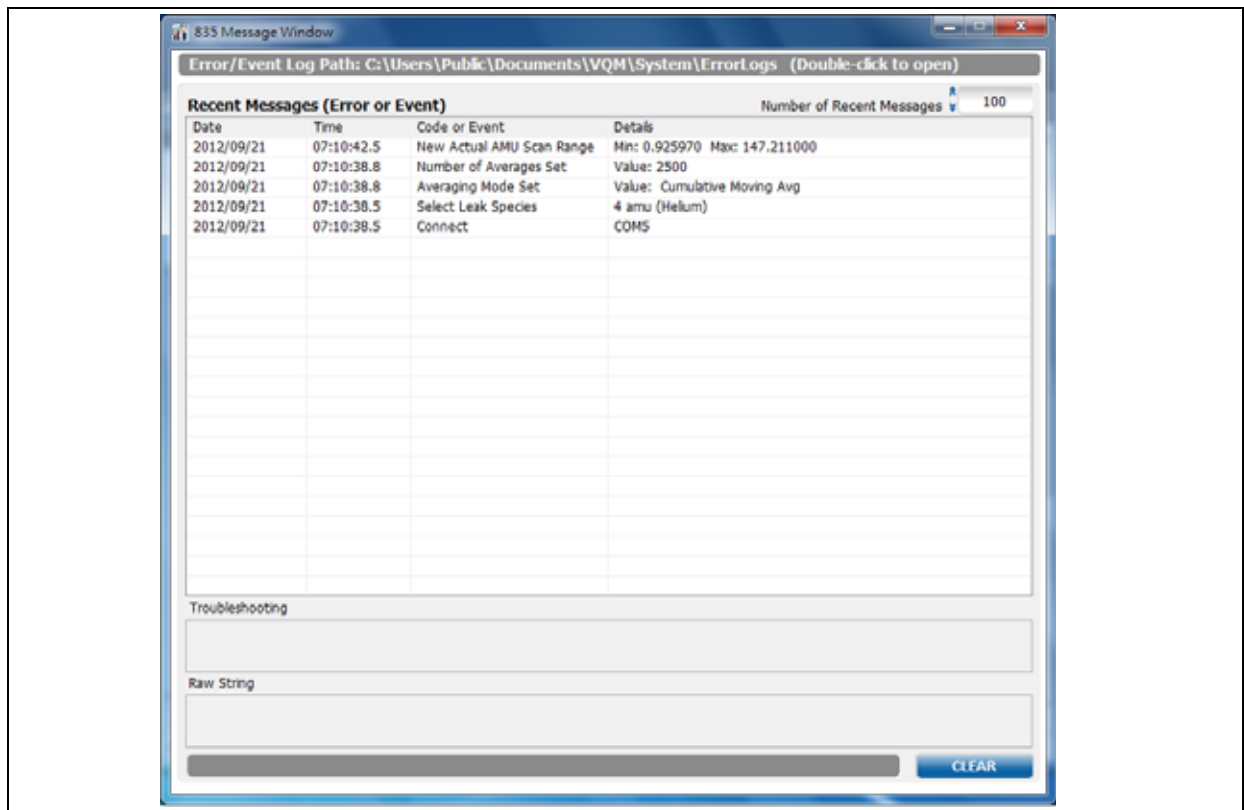 835 Message Window
Error/Event Log Path: C:\Users\Public\Documents\VQM\System\ErrorLogs (Double-click to open)
Recent Messages (Error or Event) Number of Recent Messages 100
Date Time Code or Event Details
2012/09/21 07:10:42.5 New Actual AMU Scan Range Min: 0.925970 Max: 147.211000
2012/09/21 07:10:38.8 Number of Averages Set Value: 2500
2012/09/21 07:10:38.8 Averaging Mode Set Value: Cumulative Moving Avg
2012/09/21 07:10:38.5 Select Leak Species 4 amu (Helium)
2012/09/21 07:10:38.5 Connect COM5
Troubleshooting
Raw String
CLEAR